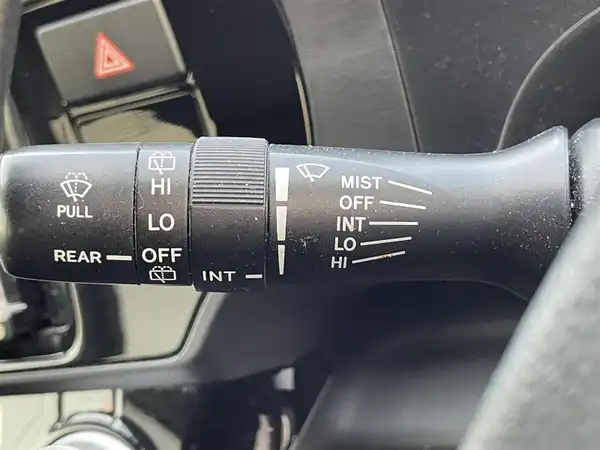 PULL
REAR
HI
LO
OFF
INT
MIST
OFF
INT
LO
HI